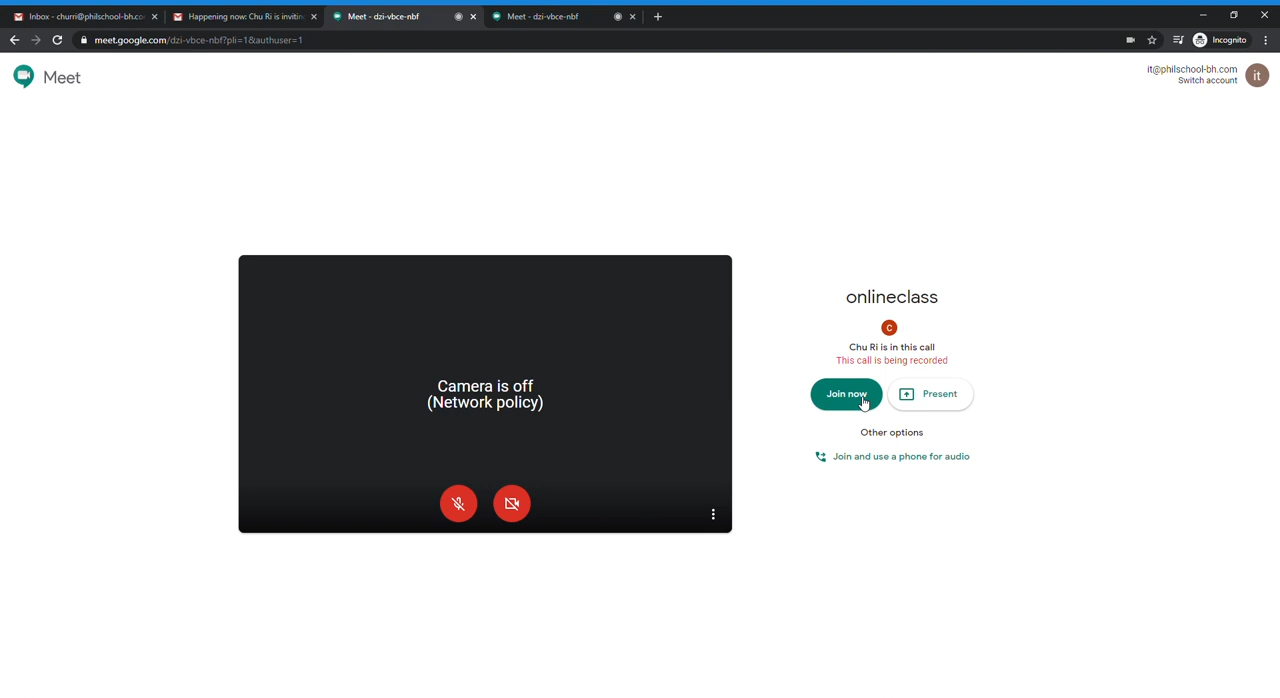 Inbox - churri@philschool-bh.co
Happening now: Chu Ri is invitin
Meet - dzi-vbce-nbf
Meet - dzi-vbce-nbf
meet.google.com/dzi-vbce-nbf?pli=1&authuser=1
Incognito
Meet
it@philschool-bh.com
Switch account
it
onlineclass
C
Chu Ri is in this call
This call is being recorded
Camera is off
(Network policy)
Join now
Present
Other options
Join and use a phone for audio